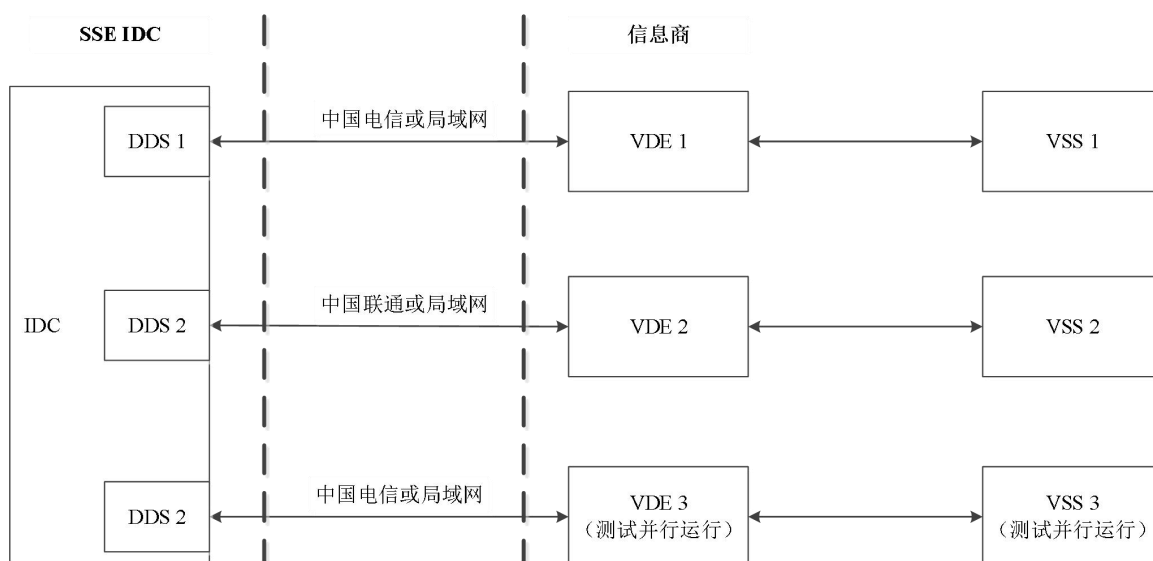 SSE IDC
信息商
中国电信或局域网
DDS 1
VDE 1
VSS 1
中国联通或局域网
IDC
DDS 2
VDE 2
VSS 2
中国电信或局域网
DDS 2
VDE 3
（测试并行运行）
VSS 3
（测试并行运行）